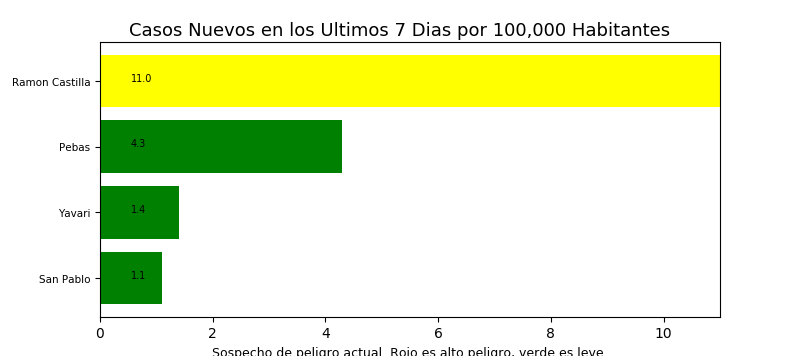 Casos Nuevos en los Ultimos 7 Dias por 100,000 Habitantes
Ramon Castilla 11.0
Pebas 4.3
Yavari 1.4
San Pablo 1.1
0 2 4 6 8 10
Sospecho de peligro actual. Rojo es alto peligro, verde es leve